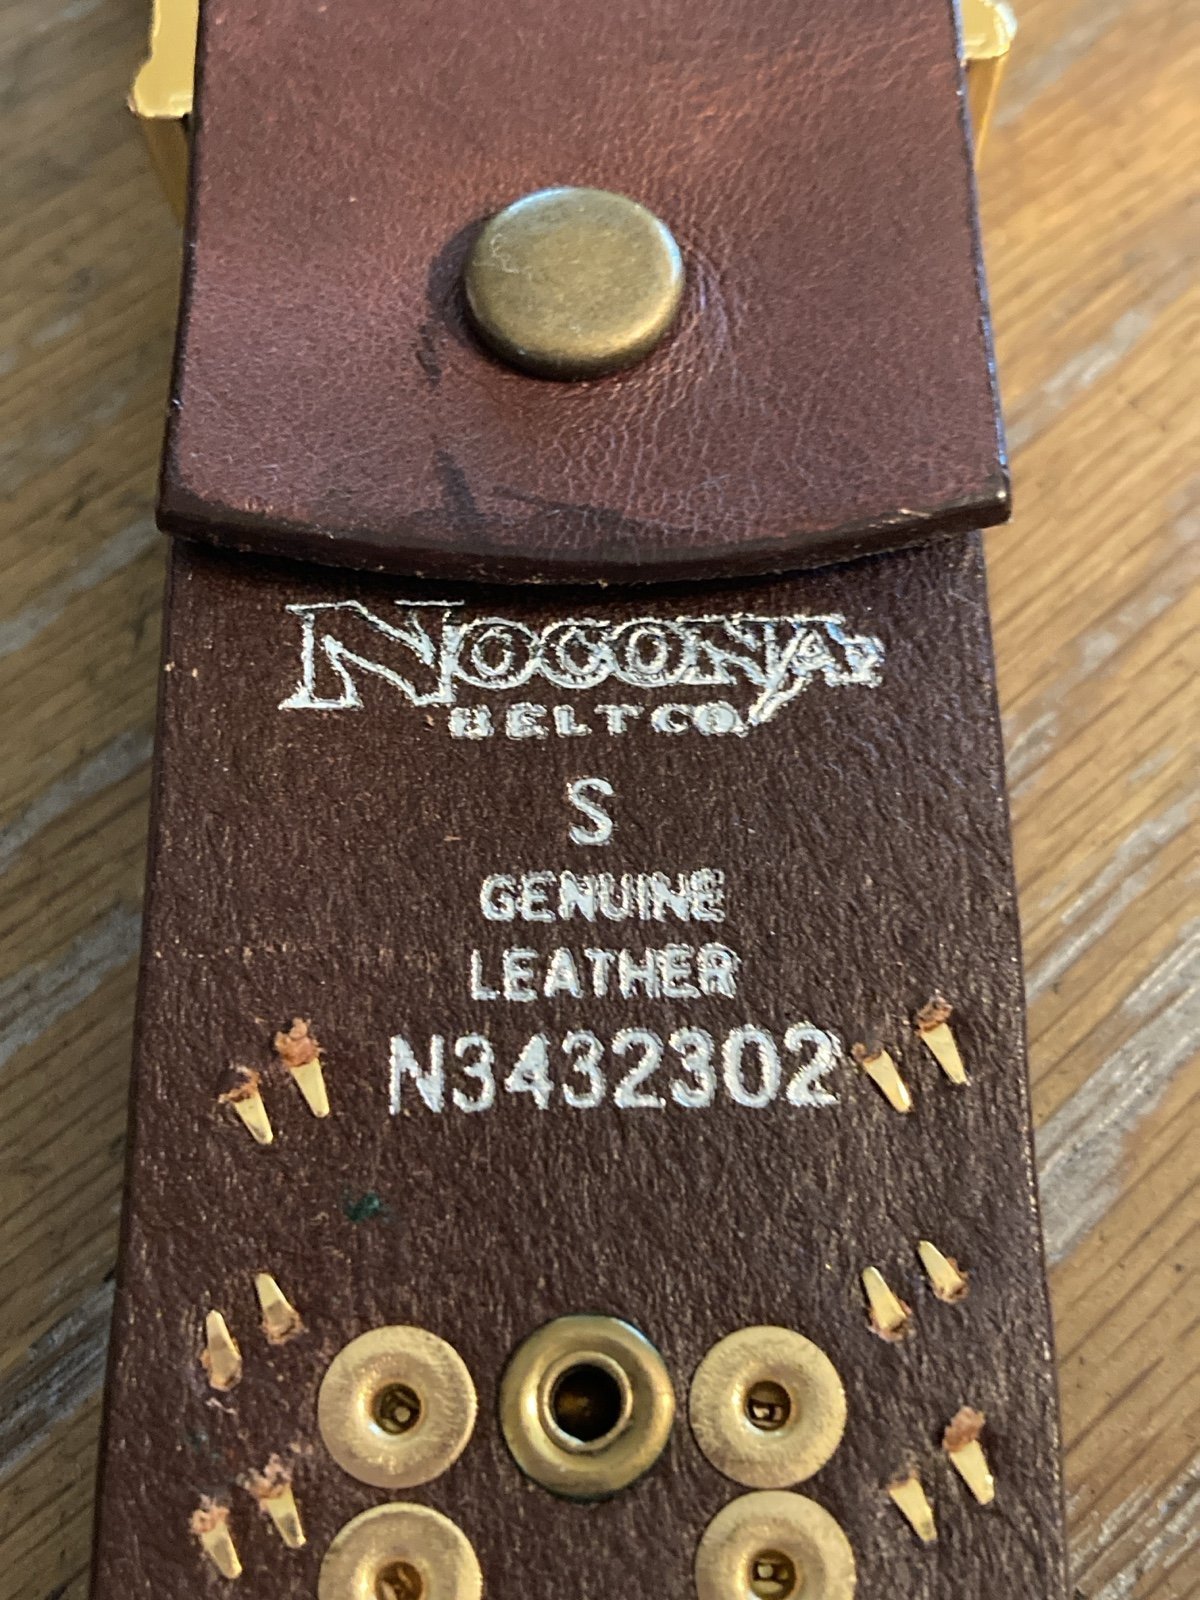 NOCONA
BELT CO.
S
GENUINE
LEATHER
N3432302